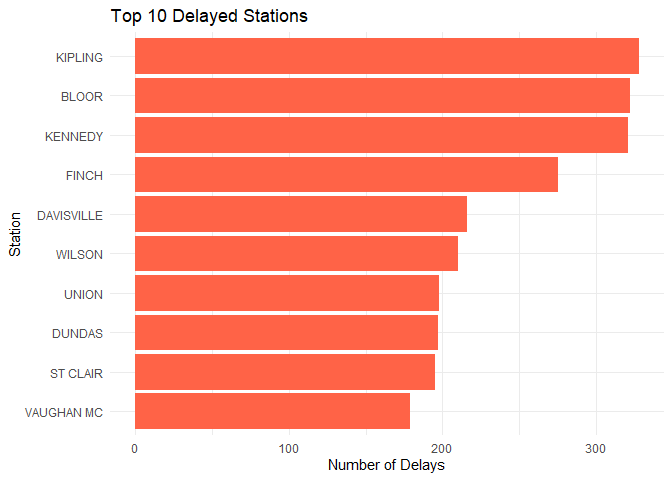 Top 10 Delayed Stations
KIPLING
BLOOR
KENNEDY
FINCH
DAVISVILLE
WILSON
UNION
DUNDAS
ST CLAIR
VAUGHAN MC
Station
0 100 200 300
Number of Delays